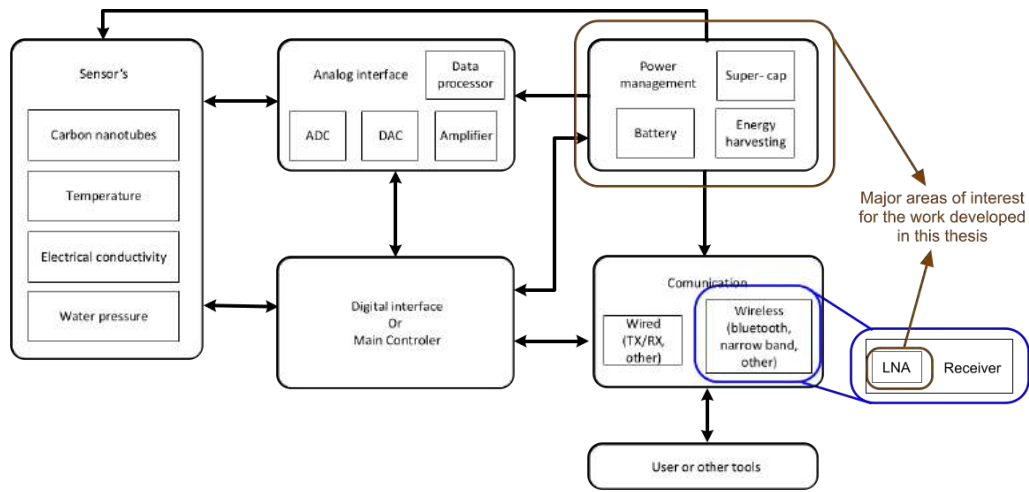 Sensor's
Carbon nanotubes
Temperature
Electrical conductivity
Water pressure
Analog interface
Data
processor
ADC
DAC
Amplifier
Power
management
Super- cap
Battery
Energy
harvesting
Major areas of interest
for the work developed
in this thesis
Digital interface
Or
Main Controler
Comunication
Wired
(TX/RX,
other)
Wireless
(bluetooth,
narrow band,
other)
LNA
Receiver
User or other tools